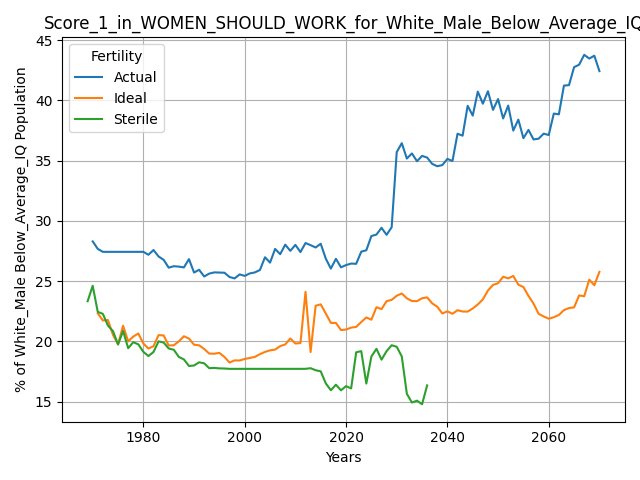 Score_1_in_WOMEN_SHOULD_WORK_for_White_Male_Below_Average_IQ
% of White_Male Below_Average_IQ Population
45
40
35
30
25
20
15
Fertility
Actual
Ideal
Sterile
1980 2000 2020 2040 2060
Years